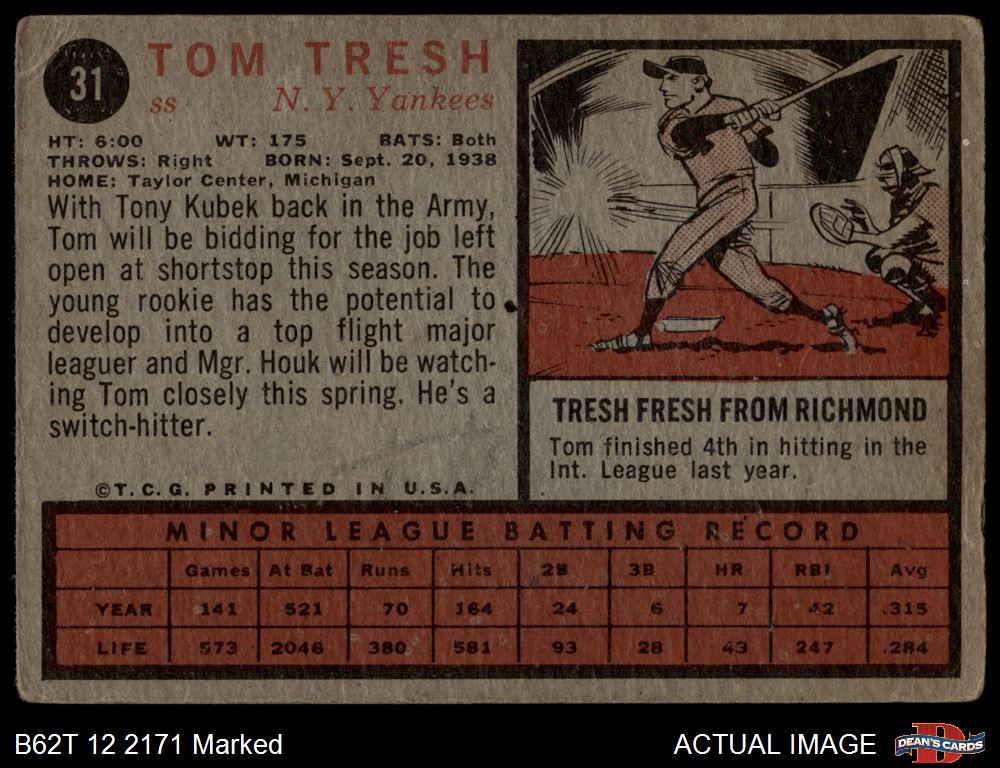 31
TOM TRESH
ss N. Y. Yankees
HT: 6:00 WT: 175 BATS: Both
THROWS: Right BORN: Sept. 20, 1938
HOME: Taylor Center, Michigan
With Tony Kubek back in the Army,
Tom will be bidding for the job left
open at shortstop this season. The
young rookie has the potential to
develop into a top flight major
leaguer and Mgr. Houk will be watch-
ing Tom closely this spring. He's a
switch-hitter.
©T. C. G. PRINTED IN U.S.A.
TRESH FRESH FROM RICHMOND
Tom finished 4th in hitting in the
Int. League last year.
MINOR LEAGUE BATTING RECORD
Games At Bat Runs Hits 2B 3B HR RBI Avg
YEAR 141 521 70 164 24 6 7 42 .315
LIFE 573 2046 380 581 93 28 43 247 .284
B62T 12 2171 Marked
ACTUAL IMAGE
D
DEAN'S CARDS